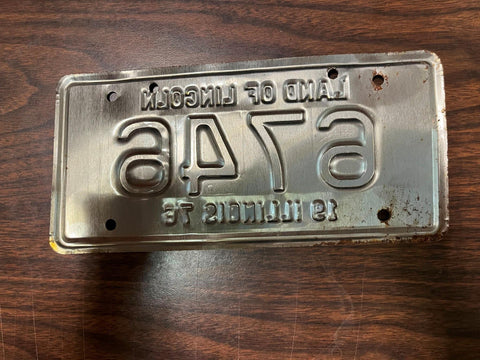 LAND OF LINCOLN
6746
19 ILLINOIS 76